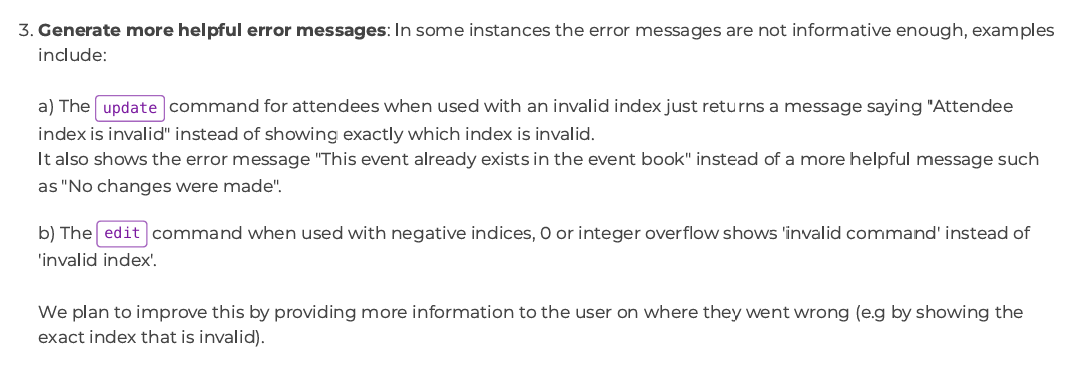 3. Generate more helpful error messages: In some instances the error messages are not informative enough, examples
include:
a) The update command for attendees when used with an invalid index just returns a message saying "Attendee
index is invalid" instead of showing exactly which index is invalid.
It also shows the error message "This event already exists in the event book" instead of a more helpful message such
as "No changes were made".
b) The edit command when used with negative indices, 0 or integer overflow shows 'invalid command' instead of
'invalid index'.
We plan to improve this by providing more information to the user on where they went wrong (e.g by showing the
exact index that is invalid).